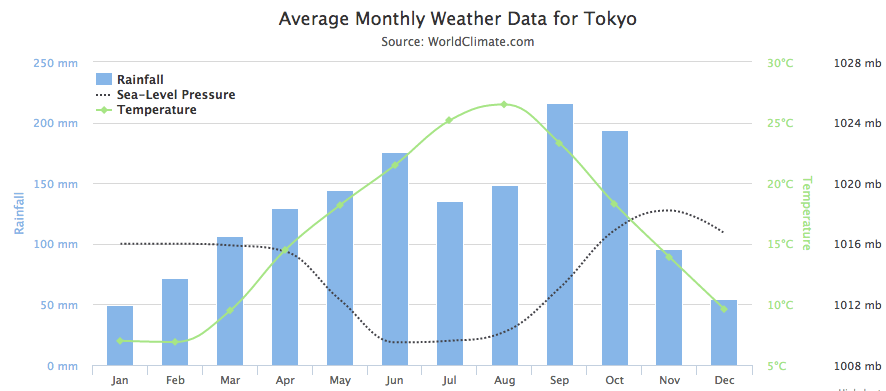 Average Monthly Weather Data for Tokyo
Source: WorldClimate.com
250 mm
30°C
1028 mb
Rainfall
Sea-Level Pressure
Temperature
200 mm
25°C
1024 mb
150 mm
20°C
1020 mb
Rainfall
Temperature
100 mm
15°C
1016 mb
50 mm
10°C
1012 mb
0 mm
5°C
1008 mb
Jan Feb Mar Apr May Jun Jul Aug Sep Oct Nov Dec